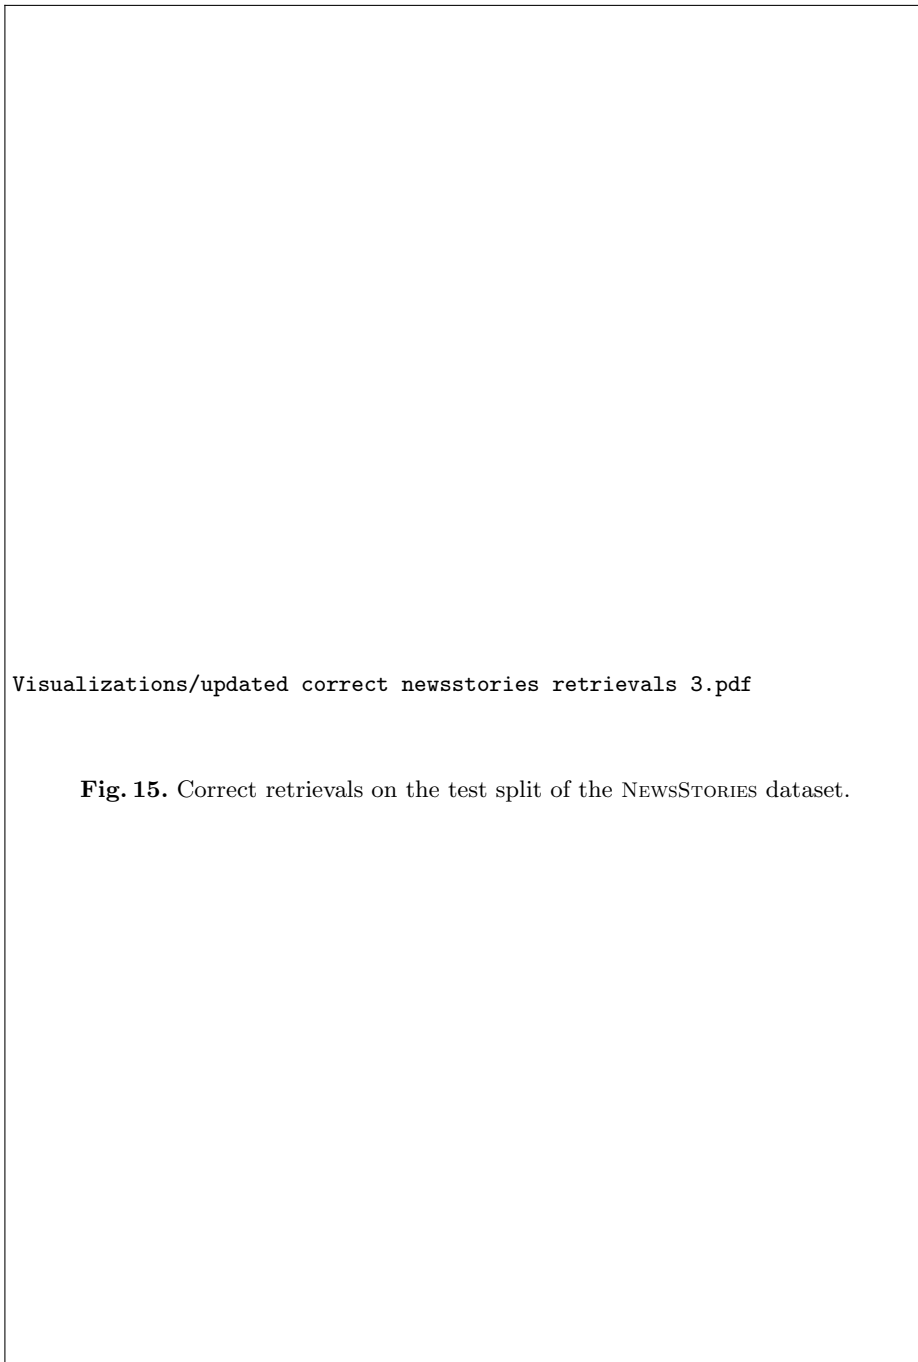 Visualizations/updated correct newsstories retrievals 3.pdf
Fig. 15. Correct retrievals on the test split of the NewsStories dataset.